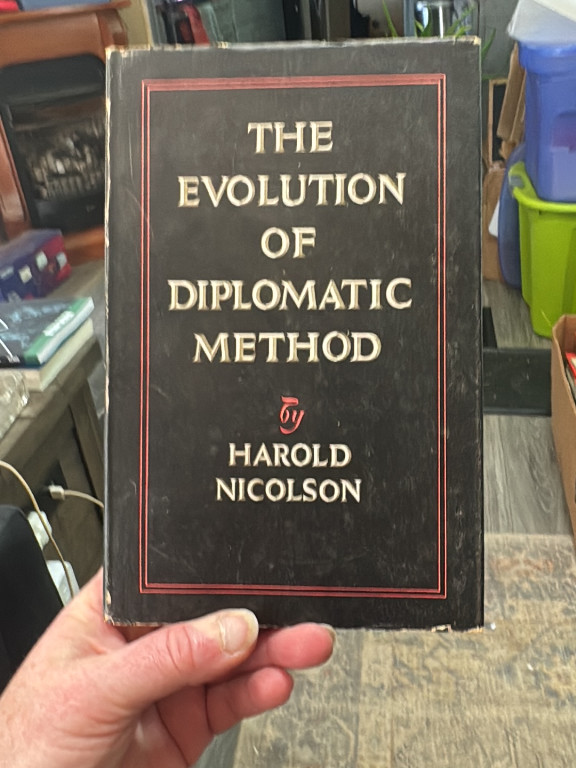 THE
EVOLUTION
OF
DIPLOMATIC
METHOD
by
HAROLD
NICOLSON